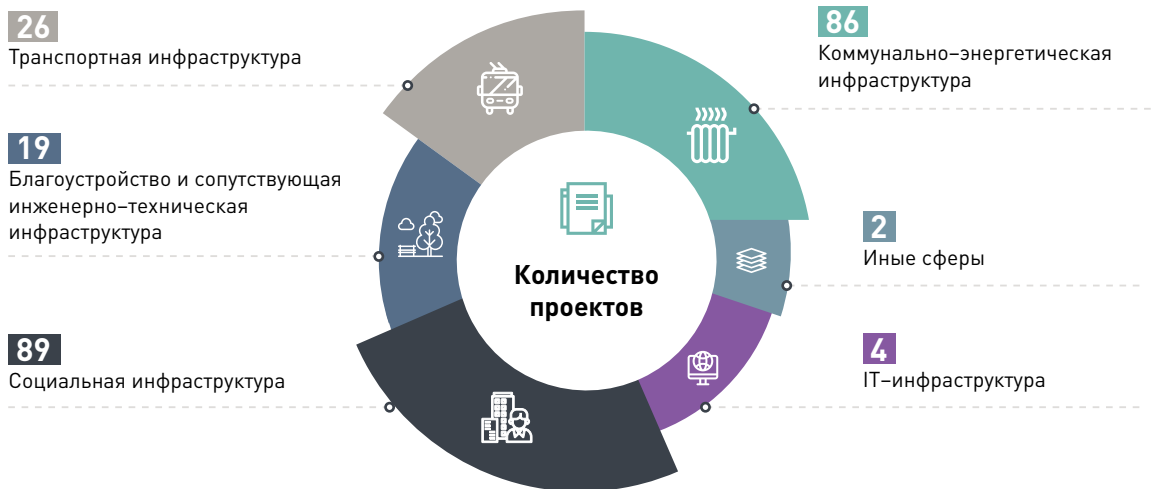 26
Транспортная инфраструктура
19
Благоустройство и сопутствующая
инженерно-техническая
инфраструктура
89
Социальная инфраструктура
Количество
проектов
86
Коммунально-энергетическая
инфраструктура
2
Иные сферы
4
IT-инфраструктура